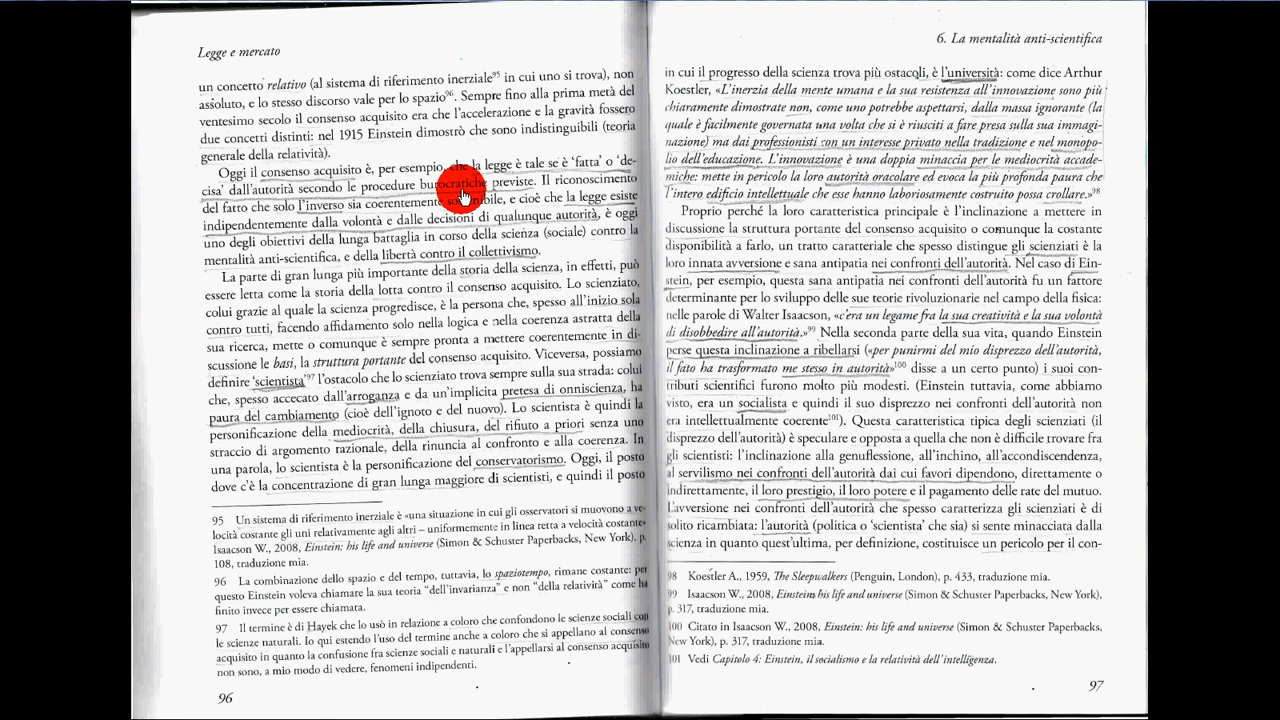 Legge e mercato
un concetto relativo (al sistema di riferimento inerziale95 in cui uno si trova), non
assoluto, e lo stesso discorso vale per lo spazio96. Sempre fino alla prima metà del
ventesimo secolo il consenso acquisito era che l'accelerazione e la gravità fossero
due concetti distinti: nel 1915 Einstein dimostrò che sono indistinguibili (teoria
generale della relatività).
Oggi il consenso acquisito è, per esempio, che la legge è tale se è 'fatta' o 'de-
cisa' dall'autorità secondo le procedure burocratiche previste. Il riconoscimento
del fatto che solo l'inverso sia coerentemente sostenibile, e cioè che la legge esiste
indipendentemente dalla volontà e dalle decisioni di qualunque autorità, è oggi
uno degli obiettivi della lunga battaglia in corso della scienza (sociale) contro la
mentalità anti-scientifica, e della libertà contro il collettivismo.
La parte di gran lunga più importante della storia della scienza, in effetti, può
essere letta come la storia della lotta contro il consenso acquisito. Lo scienziato,
colui grazie al quale la scienza progredisce, è la persona che, spesso all'inizio sola
contro tutti, facendo affidamento solo nella logica e nella coerenza astratta della
sua ricerca, mette o comunque è sempre pronta a mettere coerentemente in di-
scussione le basi, la struttura portante del consenso acquisito. Viceversa, possiamo
definire 'scientista'97 l'ostacolo che lo scienziato trova sempre sulla sua strada: colui
che, spesso accecato dall'arroganza e da un'implicita pretesa di onniscienza, ha
paura del cambiamento (cioè dell'ignoto e del nuovo). Lo scientista è quindi la
personificazione della mediocrità, della chiusura, del rifiuto a priori senza uno
straccio di argomento razionale, della rinuncia al confronto e alla coerenza. In
una parola, lo scientista è la personificazione del conservatorismo. Oggi, il posto
dove c'è la concentrazione di gran lunga maggiore di scientisti, e quindi il posto
95 Un sistema di riferimento inerziale è «una situazione in cui gli osservatori si muovono a ve-
locità costante gli uni relativamente agli altri – uniformemente in linea retta a velocità costante»
Isaacson W., 2008, Einstein: his life and universe (Simon & Schuster Paperbacks, New York), p.
108, traduzione mia.
96 La combinazione dello spazio e del tempo, tuttavia, lo spaziotempo, rimane costante: per
questo Einstein voleva chiamare la sua teoria "dell'invarianza" e non "della relatività" come ha
finito invece per essere chiamata.
97 Il termine è di Hayek che lo usò in relazione a coloro che confondono le scienze sociali con
le scienze naturali. Io qui estendo l'uso del termine anche a coloro che si appellano al consenso
acquisito in quanto la confusione fra scienze sociali e naturali e l'appellarsi al consenso acquisito
non sono, a mio modo di vedere, fenomeni indipendenti.
96
6. La mentalità anti-scientifica
in cui il progresso della scienza trova più ostacoli, è l'università: come dice Arthur
Koestler, «L'inerzia della mente umana e la sua resistenza all'innovazione sono più
chiaramente dimostrate non, come uno potrebbe aspettarsi, dalla massa ignorante (la
quale è facilmente governata una volta che si è riusciti a fare presa sulla sua immagi-
nazione) ma dai professionisti con un interesse privato nella tradizione e nel monopo-
lio dell'educazione. L'innovazione è una doppia minaccia per le mediocrità accade-
miche: mette in pericolo la loro autorità oracolare ed evoca la più profonda paura che
l'intero edificio intellettuale che esse hanno laboriosamente costruito possa crollare.»98
Proprio perché la loro caratteristica principale è l'inclinazione a mettere in
discussione la struttura portante del consenso acquisito o comunque la costante
disponibilità a farlo, un tratto caratteriale che spesso distingue gli scienziati è la
loro innata avversione e sana antipatia nei confronti dell'autorità. Nel caso di Ein-
stein, per esempio, questa sana antipatia nei confronti dell'autorità fu un fattore
determinante per lo sviluppo delle sue teorie rivoluzionarie nel campo della fisica:
nelle parole di Walter Isaacson, «c'era un legame fra la sua creatività e la sua volontà
di disobbedire all'autorità.»99 Nella seconda parte della sua vita, quando Einstein
perse questa inclinazione a ribellarsi («per punirmi del mio disprezzo dell'autorità,
il fato ha trasformato me stesso in autorità»100 disse a un certo punto) i suoi con-
tributi scientifici furono molto più modesti. (Einstein tuttavia, come abbiamo
visto, era un socialista e quindi il suo disprezzo nei confronti dell'autorità non
era intellettualmente coerente101). Questa caratteristica tipica degli scienziati (il
disprezzo dell'autorità) è speculare e opposta a quella che non è difficile trovare fra
gli scientisti: l'inclinazione alla genuflessione, all'inchino, all'accondiscendenza,
al servilismo nei confronti dell'autorità dai cui favori dipendono, direttamente o
indirettamente, il loro prestigio, il loro potere e il pagamento delle rate del mutuo.
L'avversione nei confronti dell'autorità che spesso caratterizza gli scienziati è di
solito ricambiata: l'autorità (politica o 'scientista' che sia) si sente minacciata dalla
scienza in quanto quest'ultima, per definizione, costituisce un pericolo per il con-
98 Koestler A., 1959, The Sleepwalkers (Penguin, London), p. 433, traduzione mia.
99 Isaacson W., 2008, Einstein: his life and universe (Simon & Schuster Paperbacks, New York),
p. 317, traduzione mia.
100 Citato in Isaacson W., 2008, Einstein: his life and universe (Simon & Schuster Paperbacks,
New York), p. 317, traduzione mia.
101 Vedi Capitolo 4: Einstein, il socialismo e la relatività dell'intelligenza.
97